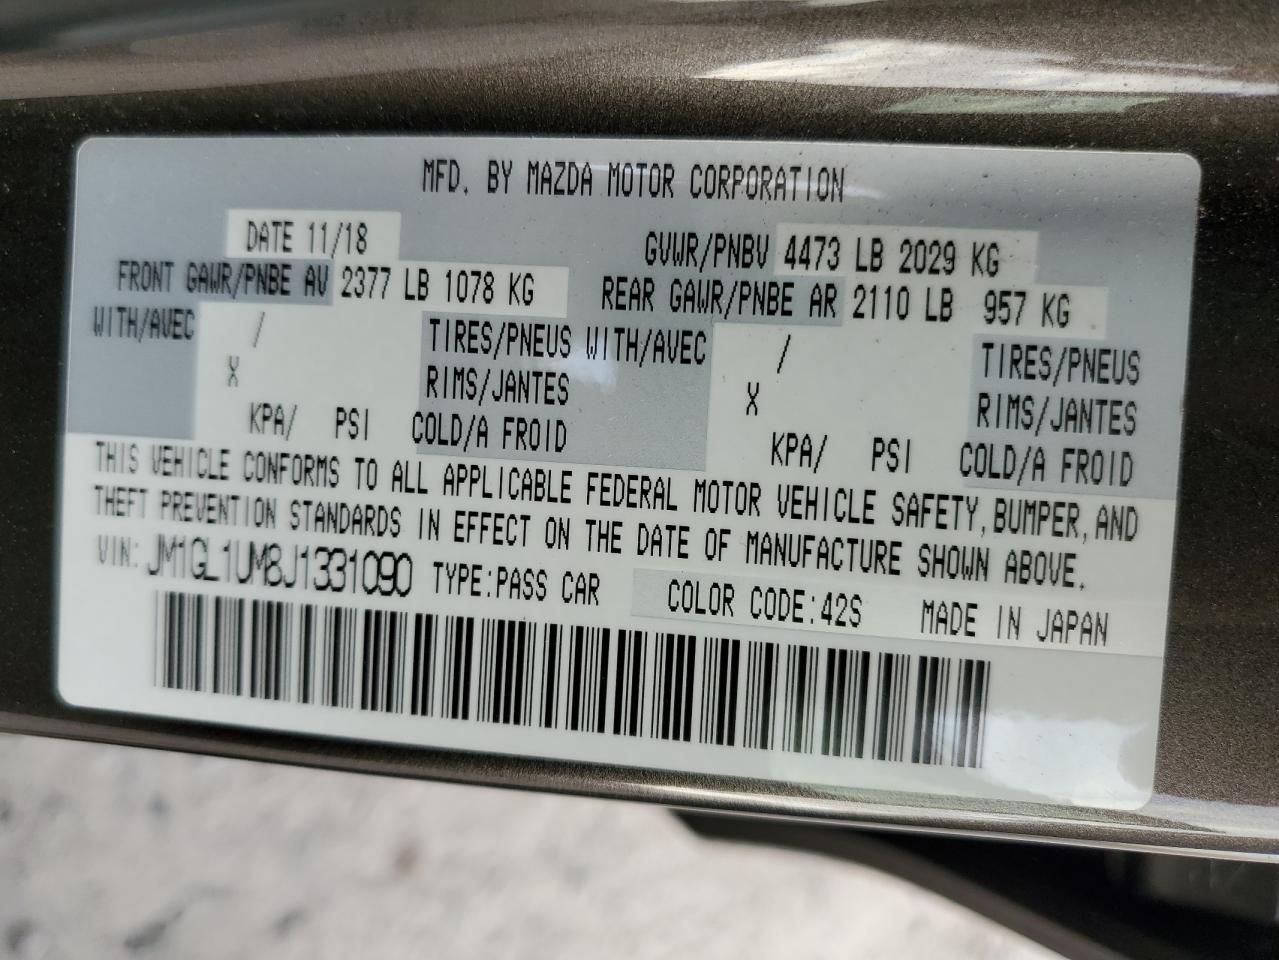 MFD. BY MAZDA MOTOR CORPORATION
DATE 11/18 GVWR/PNBV 4473 LB 2029 KG
FRONT GAWR/PNBE AV 2377 LB 1078 KG REAR GAWR/PNBE AR 2110 LB 957 KG
WITH/AVEC / TIRES/PNEUS WITH/AVEC / TIRES/PNEUS
X RIMS/JANTES X RIMS/JANTES
KPA/ PSI COLD/A FROID KPA/ PSI COLD/A FROID
THIS VEHICLE CONFORMS TO ALL APPLICABLE FEDERAL MOTOR VEHICLE SAFETY, BUMPER, AND
THEFT PREVENTION STANDARDS IN EFFECT ON THE DATE OF MANUFACTURE SHOWN ABOVE.
VIN: JM1GL1UM8J1331090 TYPE:PASS CAR COLOR CODE:42S MADE IN JAPAN